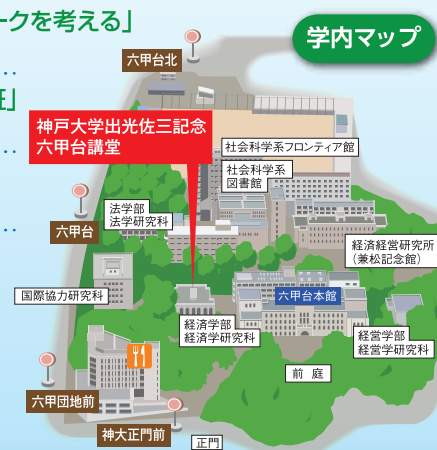 ークを考える」
学内マップ
六甲台北
証」
神戸大学出光佐三記念
六甲台講堂
社会科学系フロンティア館
社会科学系
図書館
法学部
法学研究科
六甲台
経済経営研究所
(兼松記念館)
国際協力研究科
六甲台本館
経済学部
経済学研究科
経営学部
経営学研究科
前庭
六甲団地前
神大正門前
正門